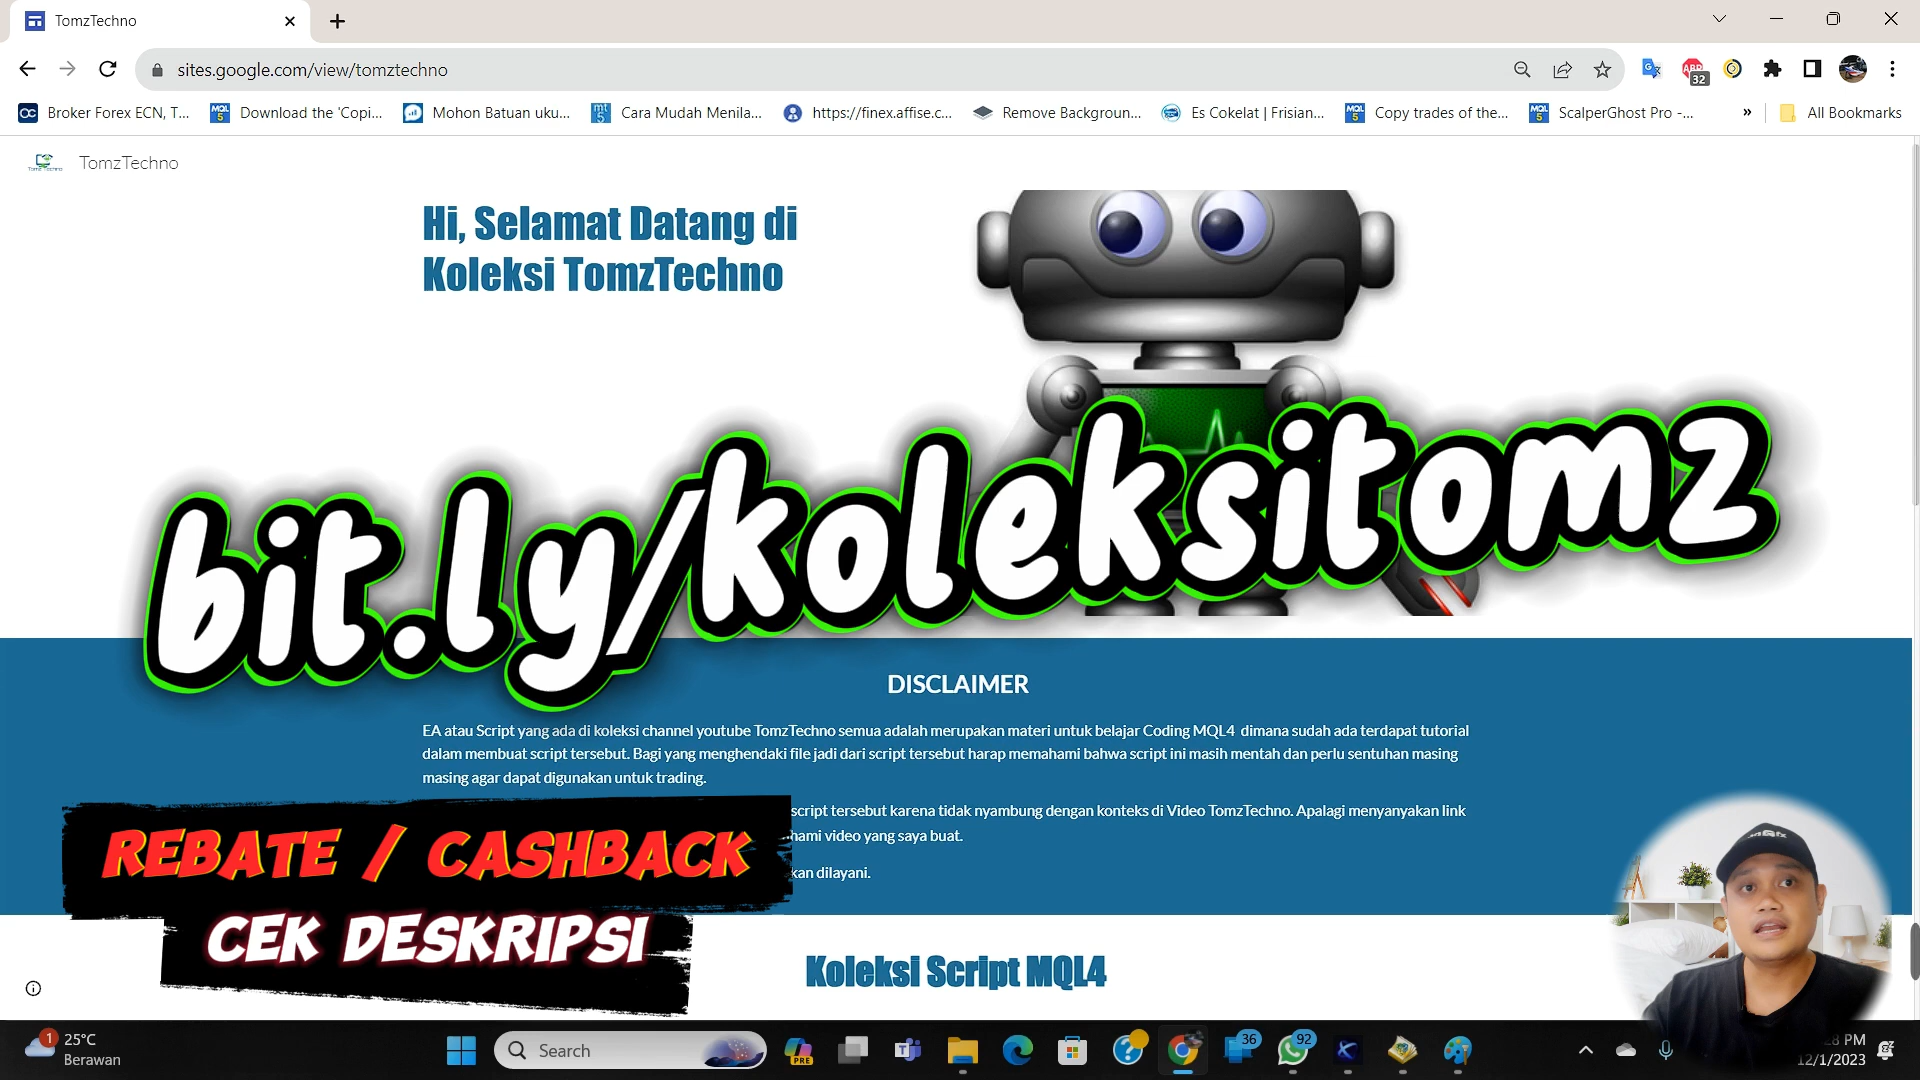 TomzTechno
sites.google.com/view/tomztechno
32
Broker Forex ECN, T...
Download the 'Copi...
Mohon Batuan uku...
Cara Mudah Menila...
https://finex.affise.c...
Remove Backgroun...
Es Cokelat | Frisian...
Copy trades of the...
ScalperGhost Pro -...
»
All Bookmarks
TomzTechno
Hi, Selamat Datang di
Koleksi TomzTechno
bit.ly/koleksitomz
DISCLAIMER
EA atau Script yang ada di koleksi channel youtube TomzTechno semua adalah merupakan materi untuk belajar Coding MQL4 dimana sudah ada terdapat tutorial
dalam membuat script tersebut. Bagi yang menghendaki file jadi dari script tersebut harap memahami bahwa script ini masih mentah dan perlu sentuhan masing
masing agar dapat digunakan untuk trading.
script tersebut karena tidak nyambung dengan konteks di Video TomzTechno. Apalagi menyanyakan link
hami video yang saya buat.
kan dilayani.
REBATE / CASHBACK
CEK DESKRIPSI
Koleksi Script MQL4
1
25°C
Berawan
Search
PRE
36
92
PM
12/1/2023